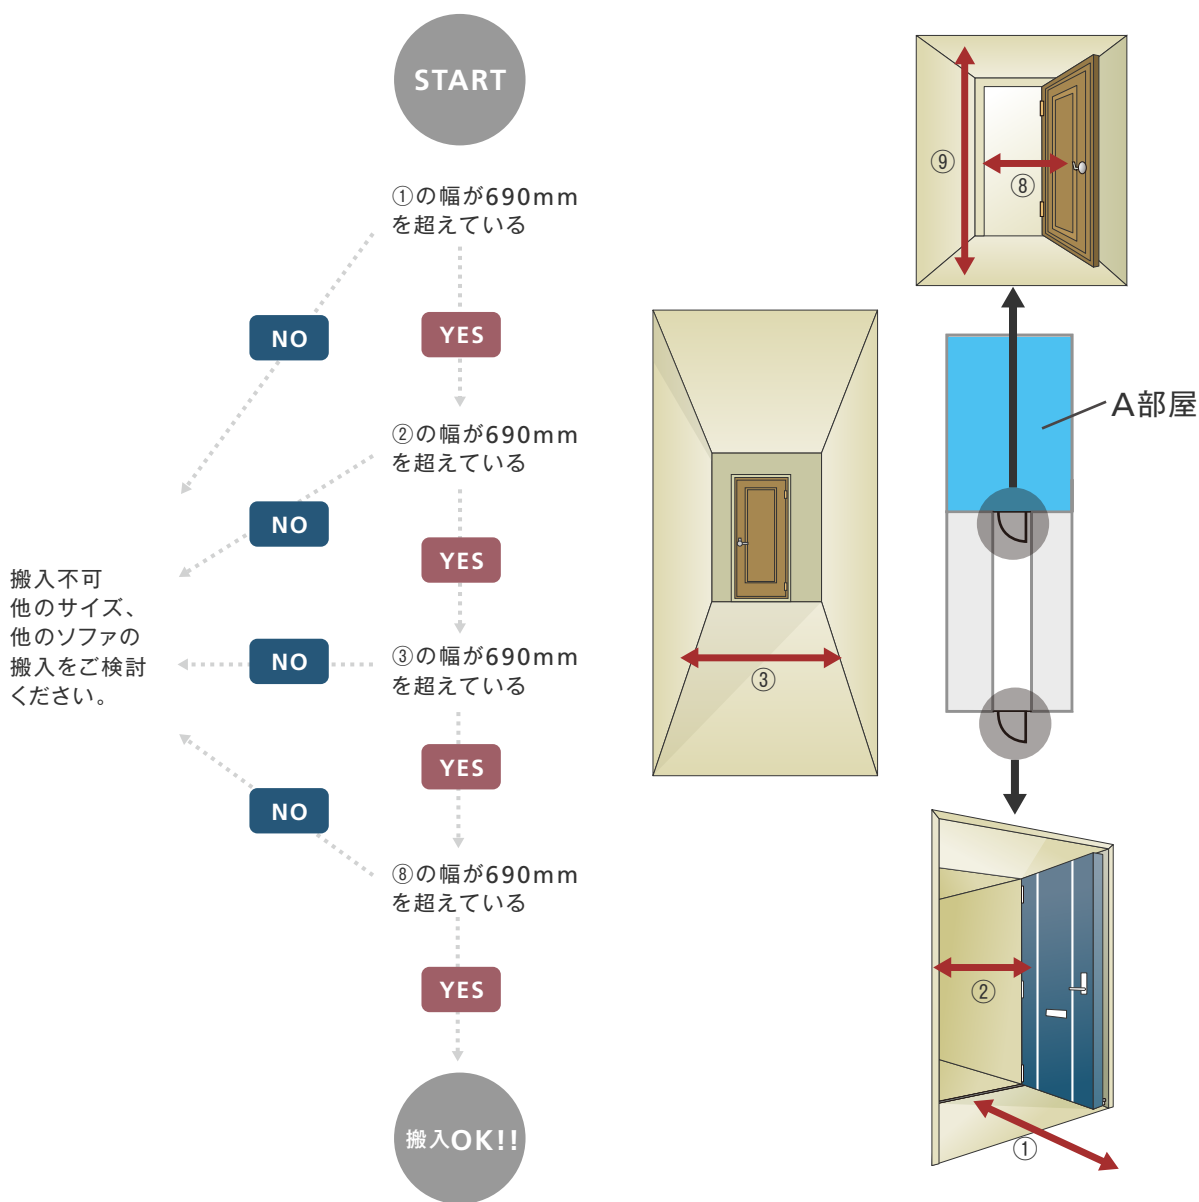 START
①の幅が690mm
を超えている
NO
YES
②の幅が690mm
を超えている
NO
YES
搬入不可
他のサイズ、
他のソファの
搬入をご検討
ください。
③の幅が690mm
を超えている
NO
YES
⑧の幅が690mm
を超えている
NO
YES
搬入OK!!
⑨
⑧
A部屋
③
②
①